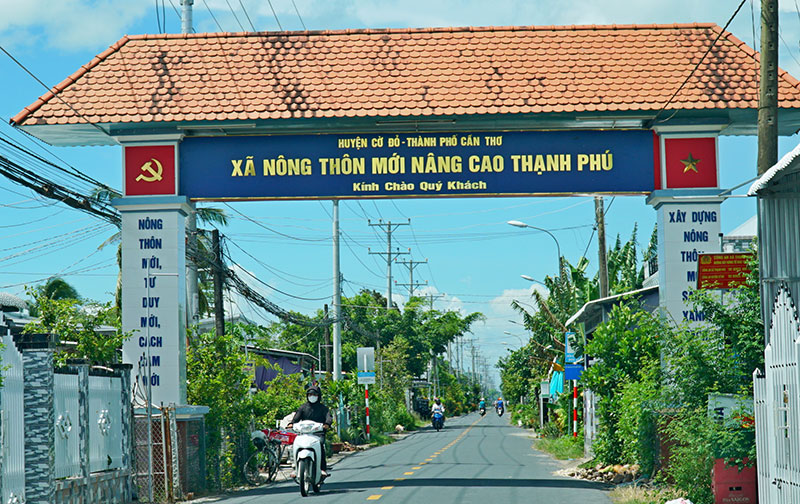 HUYỆN CỜ ĐỎ-THÀNH PHỐ CẦN THƠ
XÃ NÔNG THÔN MỚI NÂNG CAO THẠNH PHÚ
Kính Chào Quý Khách
NÔNG
THÔN
MỚI,
TƯ
DUY
MỚI,
CÁCH
LÀM
MỚI
XÂY DỰNG
NÔNG
THÔN